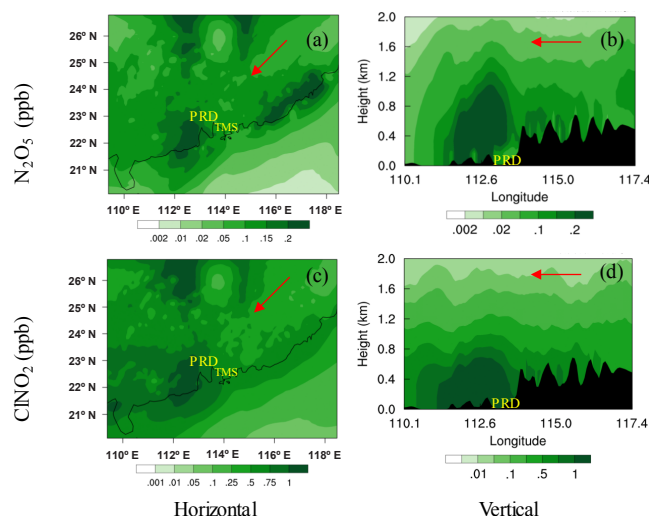 N₂O₅ (ppb)
26° N
25° N
24° N
23° N
22° N
21° N
(a)
PRD
TMS
110° E 112° E 114° E 116° E 118° E
.002 .01 .02 .05 .1 .15 .2
Height (km)
2.0
1.6
1.2
0.8
0.4
0.0
(b)
PRD
110.1 112.6 115.0 117.4
Longitude
.002 .02 .1 .2
ClNO₂ (ppb)
26° N
25° N
24° N
23° N
22° N
21° N
(c)
PRD
TMS
110° E 112° E 114° E 116° E 118° E
.001 .01 .05 .1 .25 .5 .75 1
Height (km)
2.0
1.6
1.2
0.8
0.4
0.0
(d)
PRD
110.1 112.6 115.0 117.4
Longitude
.01 .1 .5 1
Horizontal
Vertical